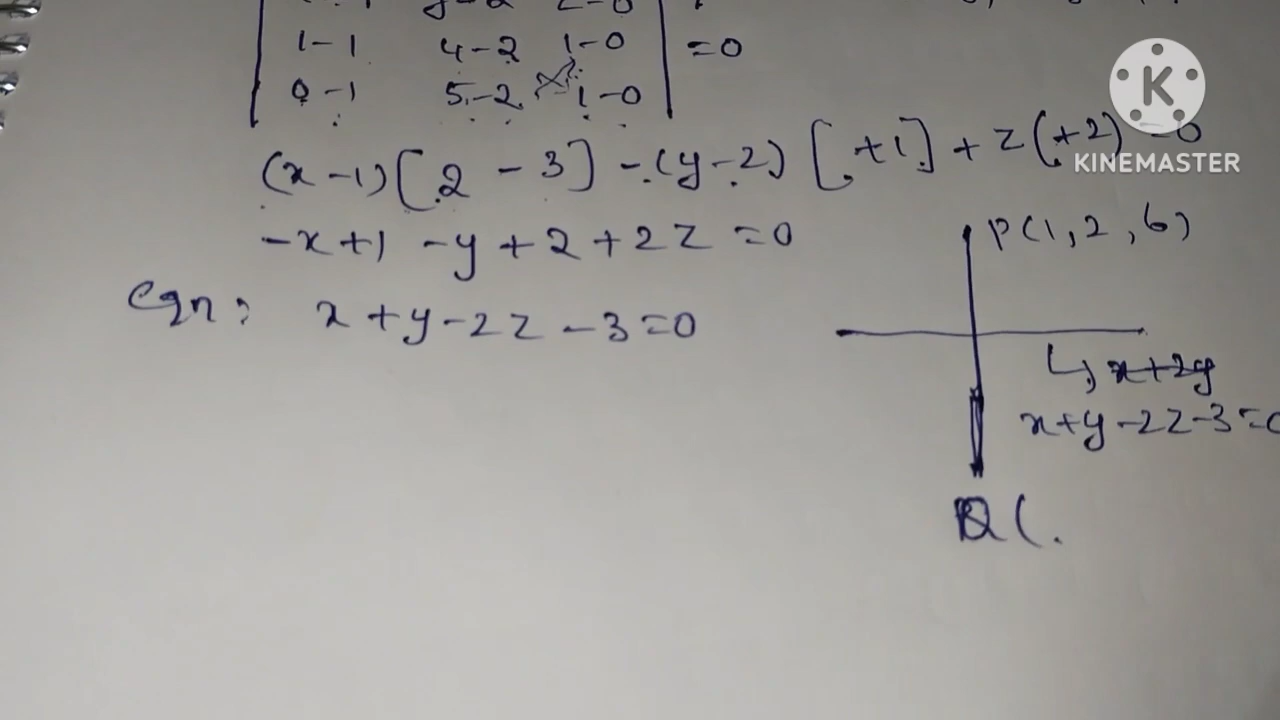 1-1 4-2 1-0 =0
0-1 5-2 1-0
(x-1)[2-3]-(y-2)[+1]+z(+2)=0
-x+1-y+2+2z=0
Eqn: x+y-2z-3=0
P(1,2,6)
x+2y
x+y-2z-3=0
Q(.
K
KINEMASTER